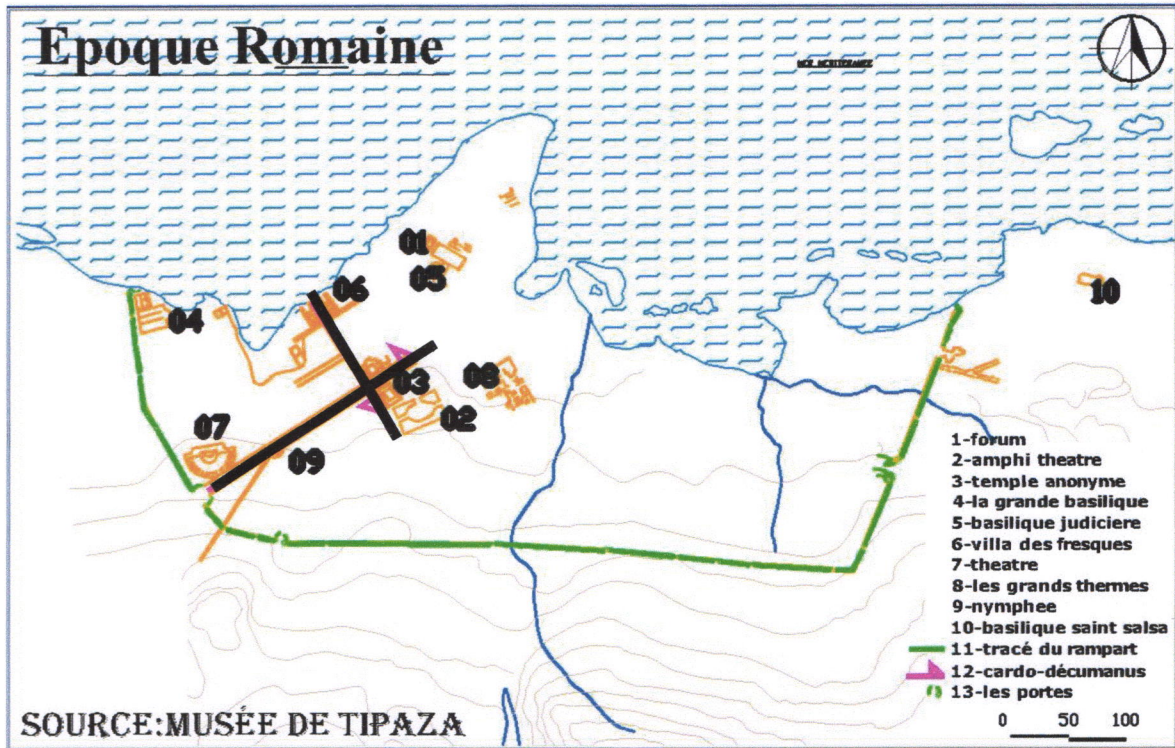 Epoque Romaine
MER MEDITERANEE
01
05
06
04
03
08
02
07
09
10
1-forum
2-amphi theatre
3-temple anonyme
4-la grande basilique
5-basilique judiciere
6-villa des fresques
7-theatre
8-les grands thermes
9-nymphee
10-basilique saint salsa
11-tracé du rampart
12-cardo-décumanus
13-les portes
0 50 100
SOURCE:MUSÉE DE TIPAZA